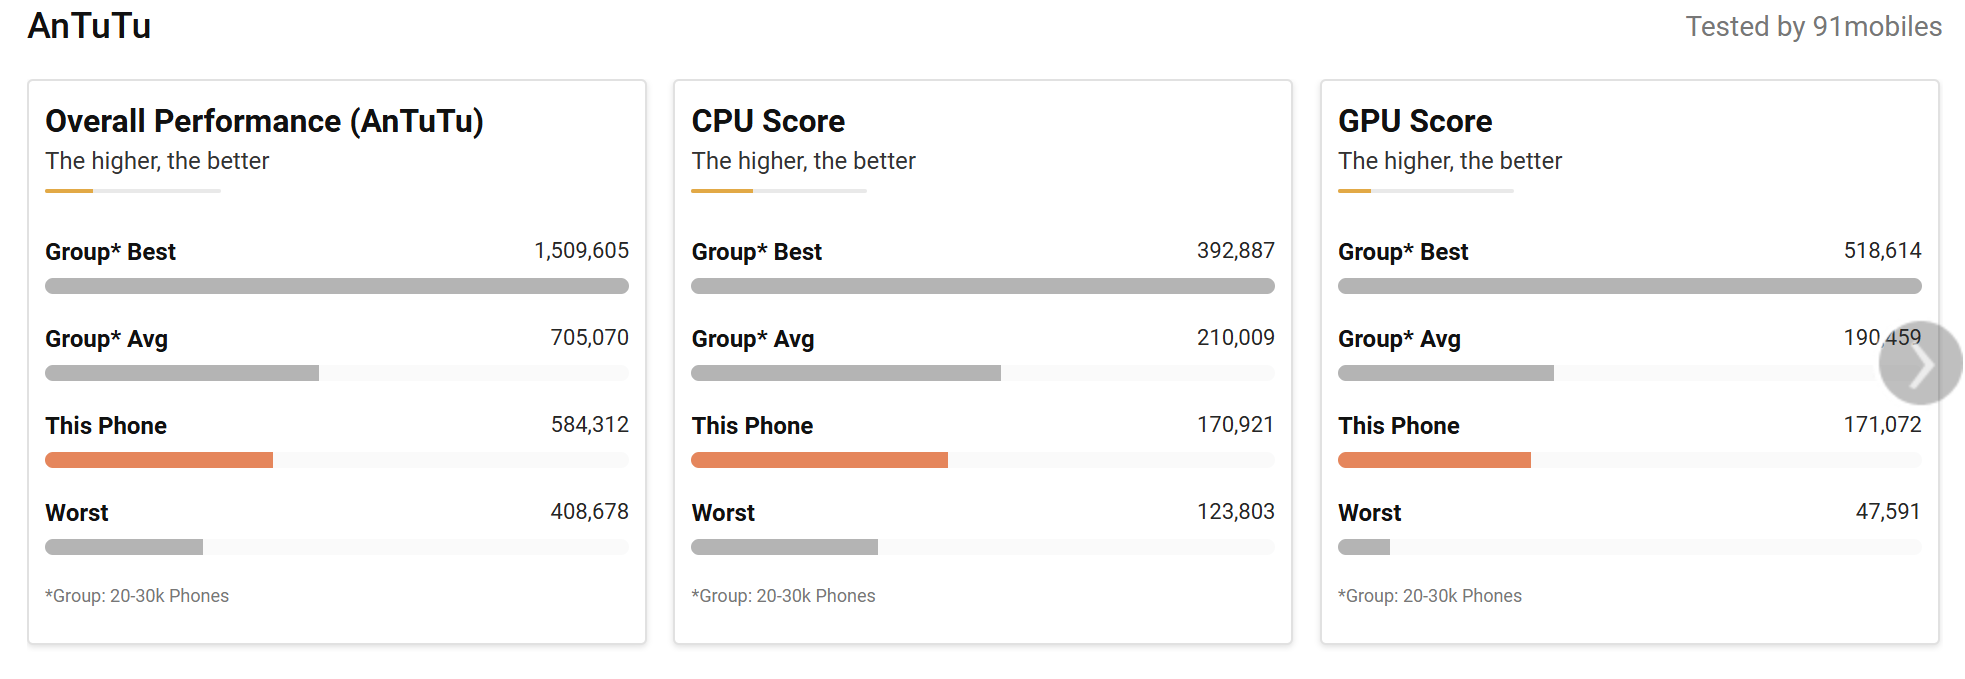 AnTuTu
Tested by 91mobiles
Overall Performance (AnTuTu)
The higher, the better
Group* Best 1,509,605
Group* Avg 705,070
This Phone 584,312
Worst 408,678
*Group: 20-30k Phones
CPU Score
The higher, the better
Group* Best 392,887
Group* Avg 210,009
This Phone 170,921
Worst 123,803
*Group: 20-30k Phones
GPU Score
The higher, the better
Group* Best 518,614
Group* Avg 190,459
This Phone 171,072
Worst 47,591
*Group: 20-30k Phones